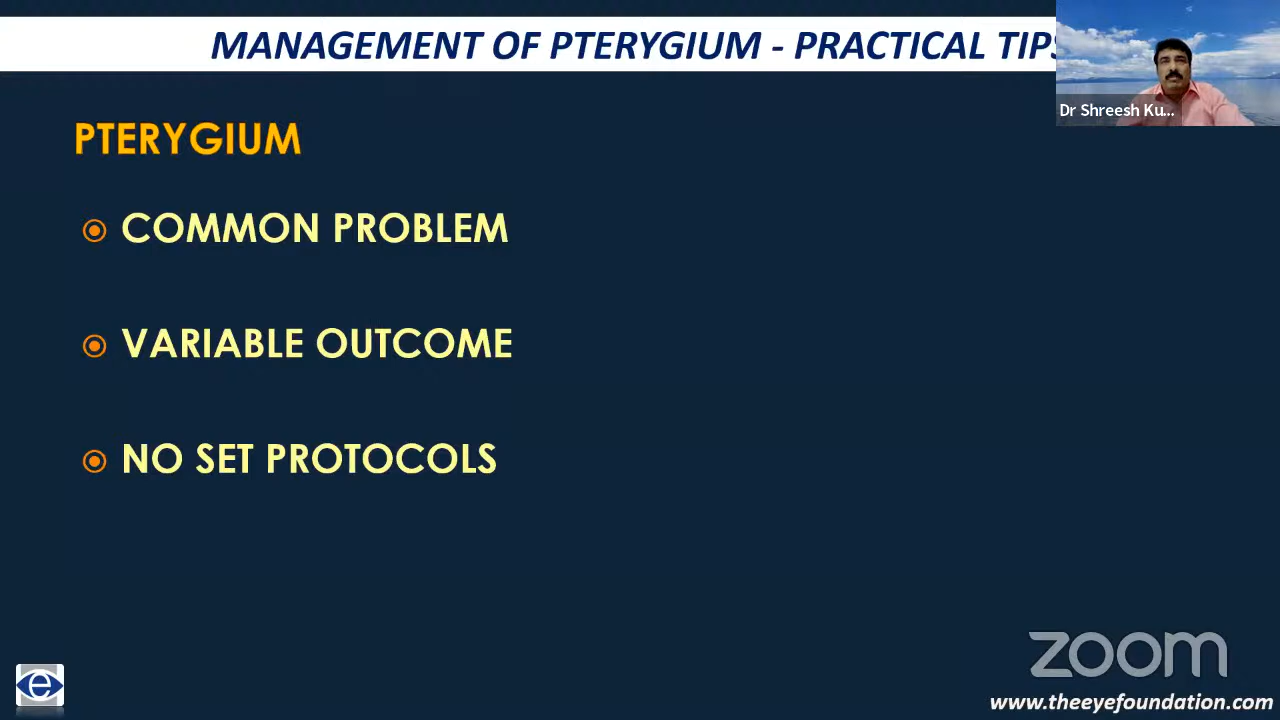 MANAGEMENT OF PTERYGIUM - PRACTICAL TIPS
Dr Shreesh Ku...
PTERYGIUM
COMMON PROBLEM
VARIABLE OUTCOME
NO SET PROTOCOLS
e
zoom
www.theeyefoundation.com